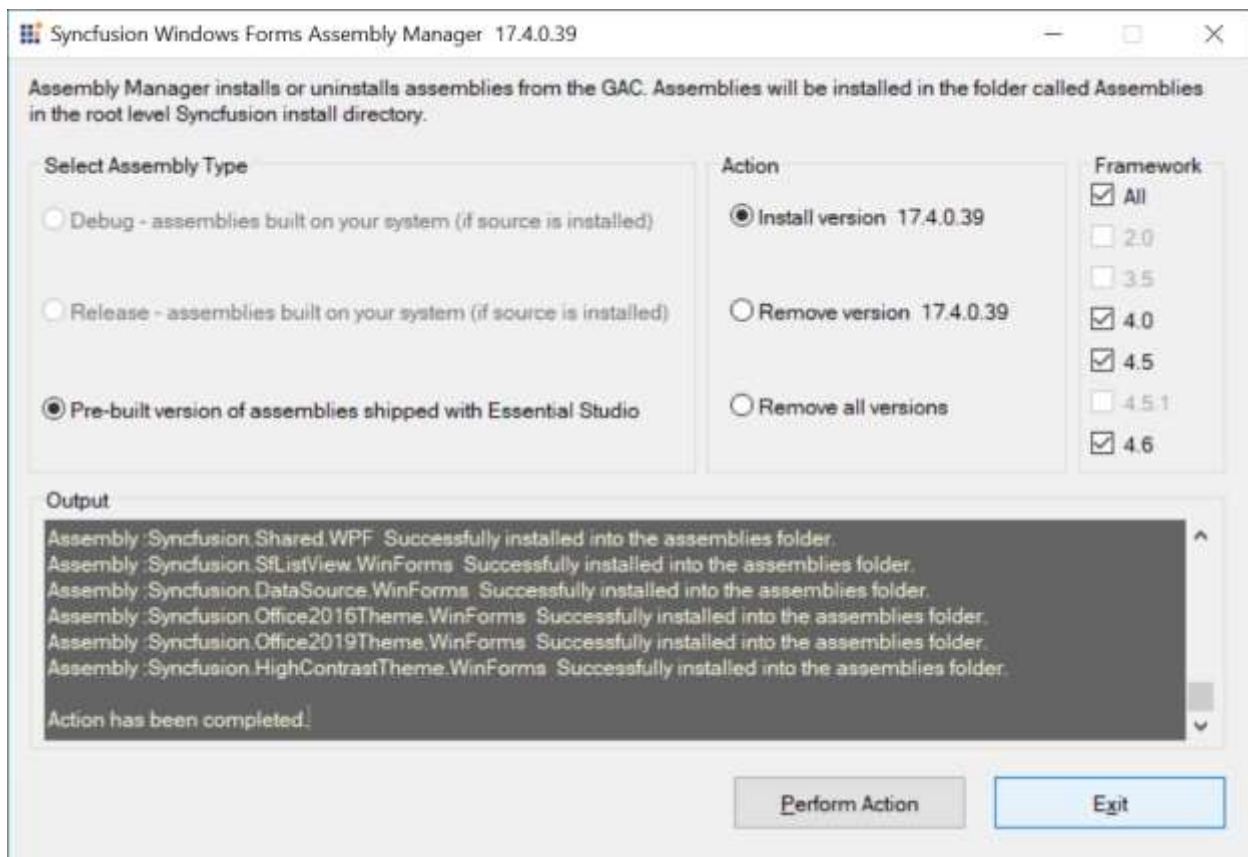 Syncfusion Windows Forms Assembly Manager 17.4.0.39
Assembly Manager installs or uninstalls assemblies from the GAC. Assemblies will be installed in the folder called Assemblies
in the root level Syncfusion install directory.
Select Assembly Type
Debug - assemblies built on your system (if source is installed)
Release - assemblies built on your system (if source is installed)
Pre-built version of assemblies shipped with Essential Studio
Action
Install version 17.4.0.39
Remove version 17.4.0.39
Remove all versions
Framework
All
2.0
3.5
4.0
4.5
4.5.1
4.6
Output
Assembly :Syncfusion.Shared.WPF Successfully installed into the assemblies folder.
Assembly :Syncfusion.SfListView.WinForms Successfully installed into the assemblies folder.
Assembly :Syncfusion.DataSource.WinForms Successfully installed into the assemblies folder.
Assembly :Syncfusion.Office2016Theme.WinForms Successfully installed into the assemblies folder.
Assembly :Syncfusion.Office2019Theme.WinForms Successfully installed into the assemblies folder.
Assembly :Syncfusion.HighContrastTheme.WinForms Successfully installed into the assemblies folder.
Action has been completed.
Perform Action
Exit